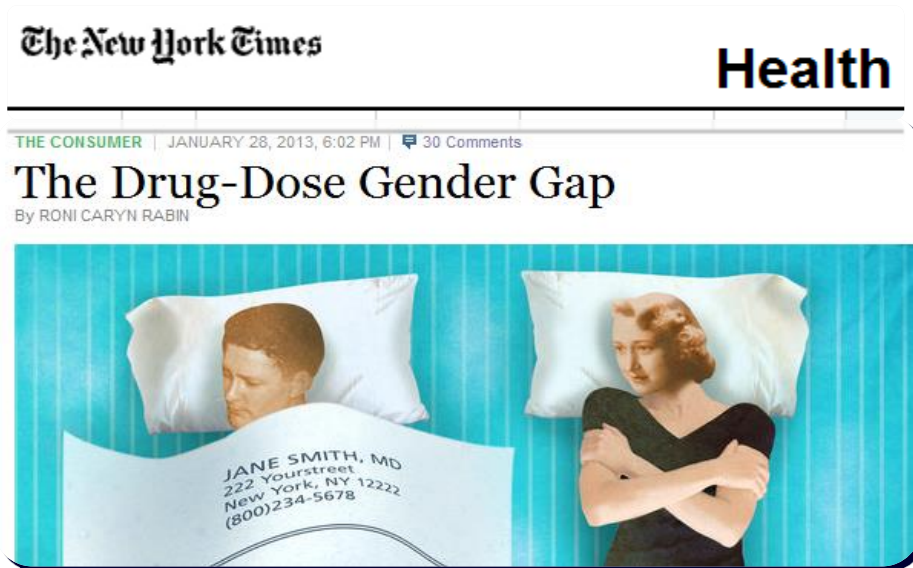 The New York Times
Health
THE CONSUMER | JANUARY 28, 2013, 6:02 PM | 30 Comments
The Drug-Dose Gender Gap
By RONI CARYN RABIN
JANE SMITH, MD
222 Yourstreet
New York, NY 12222
(800)234-5678